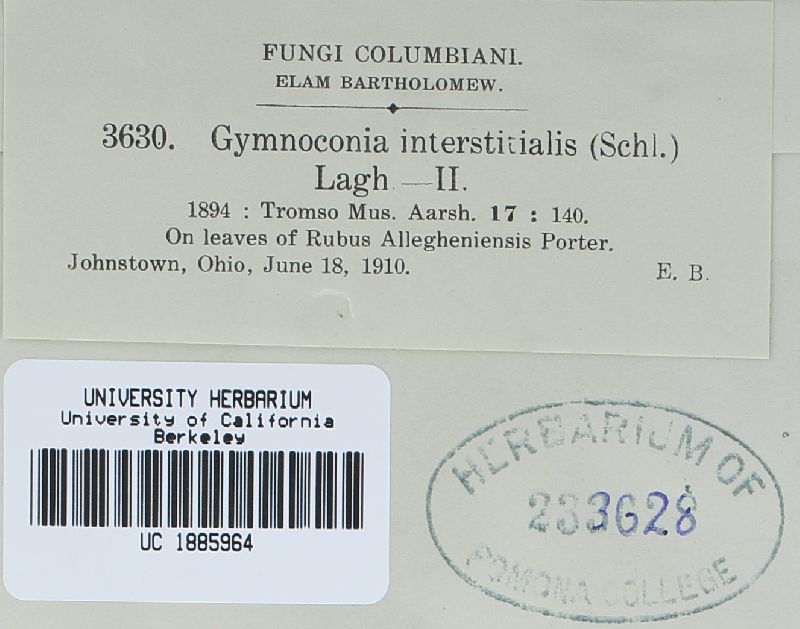 FUNGI COLUMBIANI.
ELAM BARTHOLOMEW.
3630. Gymnoconia interstitialis (Schl.)
Lagh —II.
1894 : Tromso Mus. Aarsh. 17 : 140.
On leaves of Rubus Allegheniensis Porter.
Johnstown, Ohio, June 18, 1910. E. B.
UNIVERSITY HERBARIUM
University of California
Berkeley
UC 1885964
HERBARIUM OF
233628
POMONA COLLEGE